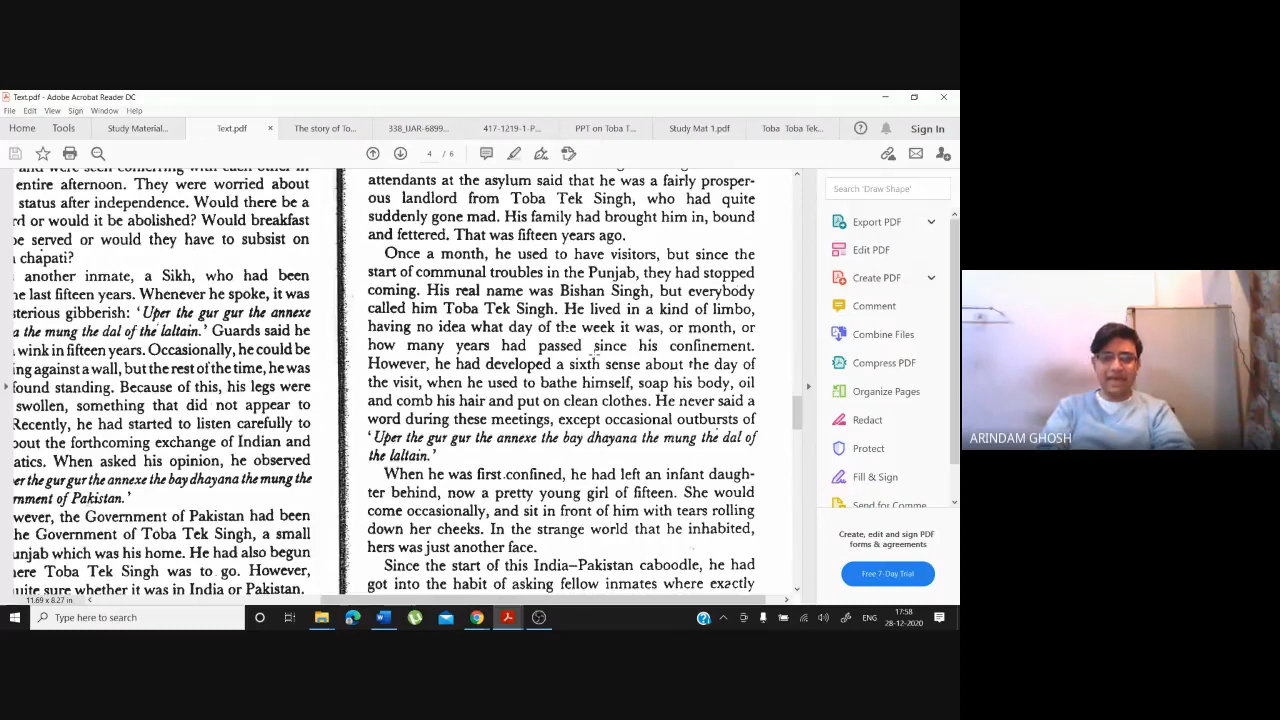 Text.pdf - Adobe Acrobat Reader DC
File Edit View Sign Window Help
Home Tools Study Material... Text.pdf × The story of To... 338_IJAR-6899... 417-1219-1-P... PPT on Toba T... Study Mat 1.pdf Toba Toba Tek... Sign In
4 / 6
entire afternoon. They were worried about
status after independence. Would there be a
rd or would it be abolished? Would breakfast
be served or would they have to subsist on
chapati?
another inmate, a Sikh, who had been
he last fifteen years. Whenever he spoke, it was
sterious gibberish: 'Uper the gur gur the annexe
a the mung the dal of the laltain.' Guards said he
wink in fifteen years. Occasionally, he could be
ing against a wall, but the rest of the time, he was
found standing. Because of this, his legs were
swollen, something that did not appear to
Recently, he had started to listen carefully to
bout the forthcoming exchange of Indian and
atics. When asked his opinion, he observed
er the gur gur the annexe the bay dhayana the mung the
rnment of Pakistan.'
wever, the Government of Pakistan had been
he Government of Toba Tek Singh, a small
unjab which was his home. He had also begun
here Toba Tek Singh was to go. However,
uite sure whether it was in India or Pakistan.
11.69 x 8.27 in
attendants at the asylum said that he was a fairly prosper-
ous landlord from Toba Tek Singh, who had quite
suddenly gone mad. His family had brought him in, bound
and fettered. That was fifteen years ago.
Once a month, he used to have visitors, but since the
start of communal troubles in the Punjab, they had stopped
coming. His real name was Bishan Singh, but everybody
called him Toba Tek Singh. He lived in a kind of limbo,
having no idea what day of the week it was, or month, or
how many years had passed since his confinement.
However, he had developed a sixth sense about the day of
the visit, when he used to bathe himself, soap his body, oil
and comb his hair and put on clean clothes. He never said a
word during these meetings, except occasional outbursts of
'Uper the gur gur the annexe the bay dhayana the mung the dal of
the laltain.'
When he was first confined, he had left an infant daugh-
ter behind, now a pretty young girl of fifteen. She would
come occasionally, and sit in front of him with tears rolling
down her cheeks. In the strange world that he inhabited,
hers was just another face.
Since the start of this India–Pakistan caboodle, he had
got into the habit of asking fellow inmates where exactly
Search 'Draw Shape'
Export PDF
Edit PDF
Create PDF
Comment
Combine Files
Compress PDF
Organize Pages
Redact
Protect
Fill & Sign
Send for Comme
Create, edit and sign PDF
forms & agreements
Free 7-Day Trial
Type here to search
ENG
17:58
28-12-2020
ARINDAM GHOSH